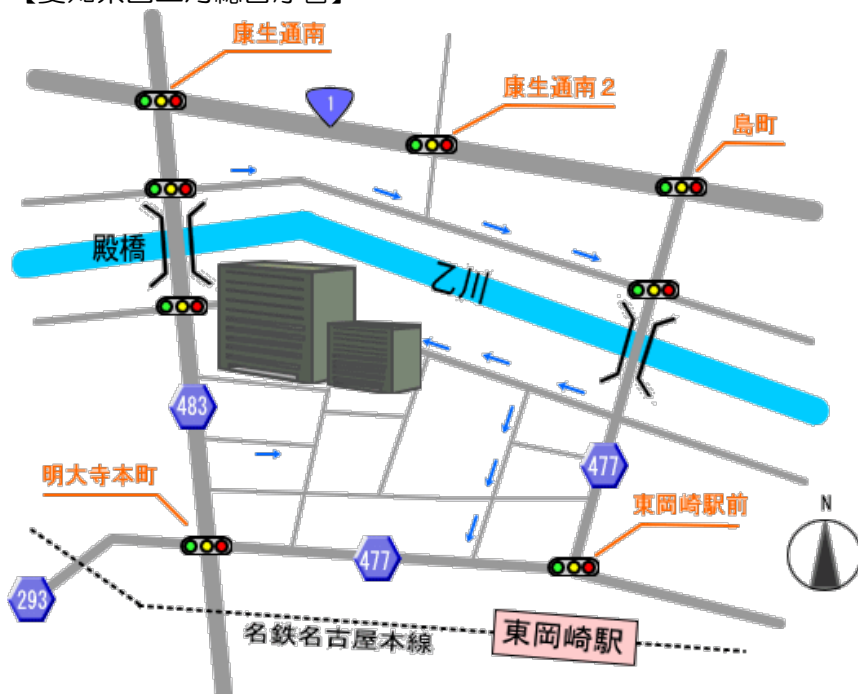 康生通南
1
康生通南2
島町
殿橋
乙川
483
477
明大寺本町
東岡崎駅前
N
477
293
名鉄名古屋本線
東岡崎駅